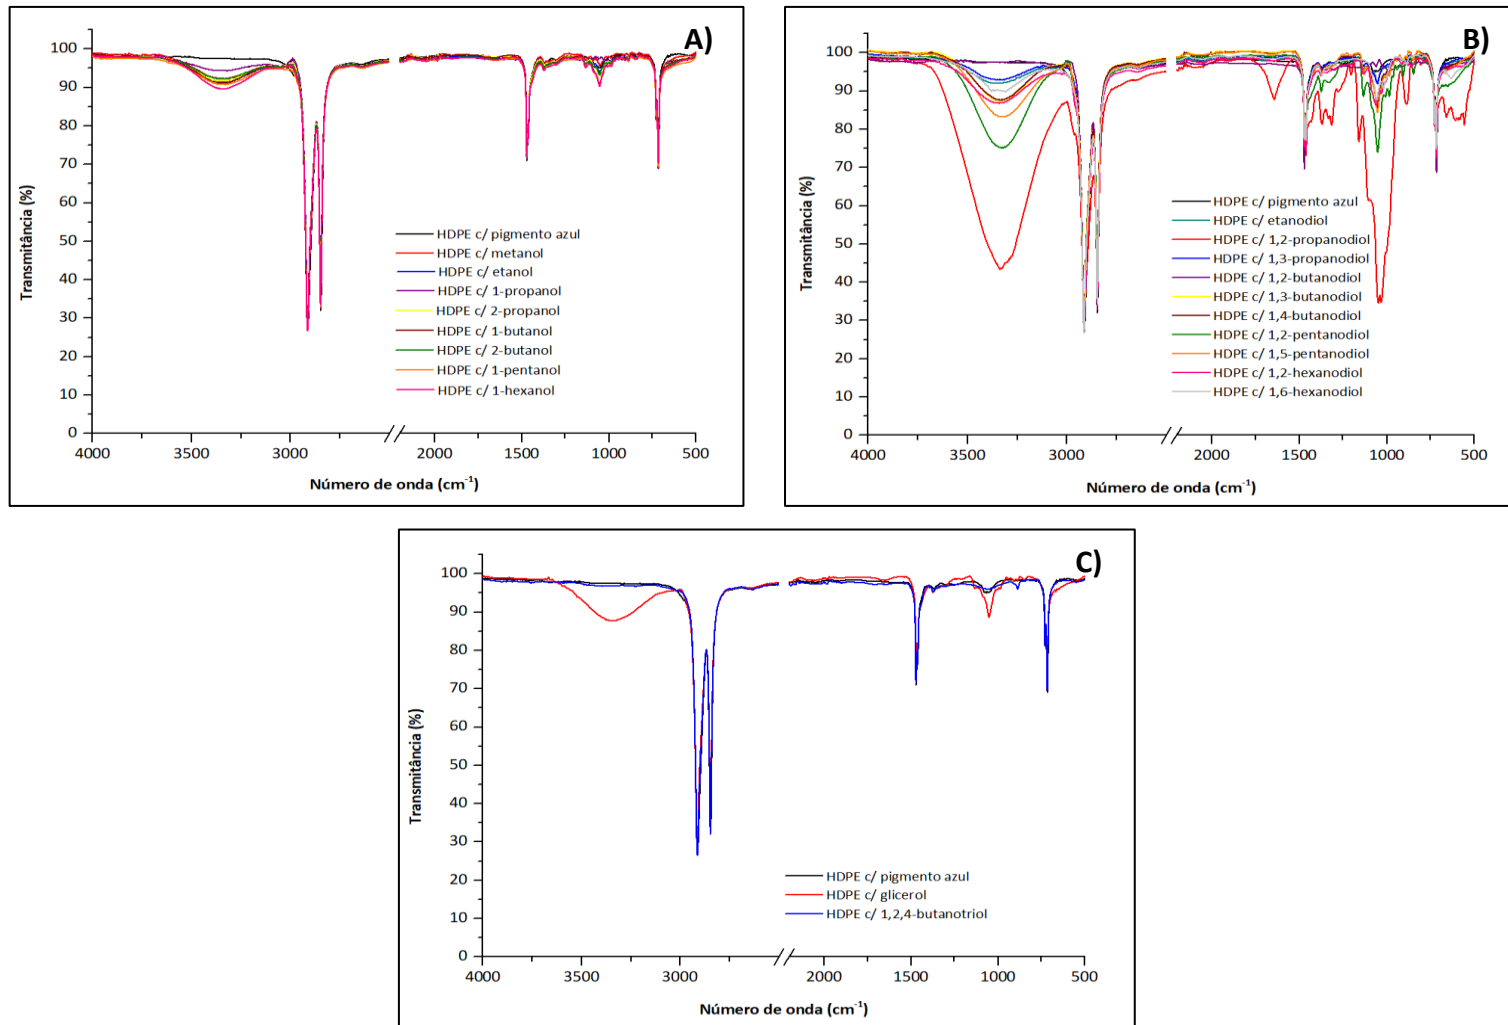 A)
100
90
80
70
60
50
40
30
20
10
0
Transmitância (%)
HDPE c/ pigmento azul
HDPE c/ metanol
HDPE c/ etanol
HDPE c/ 1-propanol
HDPE c/ 2-propanol
HDPE c/ 1-butanol
HDPE c/ 2-butanol
HDPE c/ 1-pentanol
HDPE c/ 1-hexanol
4000 3500 3000 2000 1500 1000 500
Número de onda (cm⁻¹)
B)
100
90
80
70
60
50
40
30
20
10
0
Transmitância (%)
HDPE c/ pigmento azul
HDPE c/ etanodiol
HDPE c/ 1,2-propanodiol
HDPE c/ 1,3-propanodiol
HDPE c/ 1,2-butanodiol
HDPE c/ 1,3-butanodiol
HDPE c/ 1,4-butanodiol
HDPE c/ 1,2-pentanodiol
HDPE c/ 1,5-pentanodiol
HDPE c/ 1,2-hexanodiol
HDPE c/ 1,6-hexanodiol
4000 3500 3000 2000 1500 1000 500
Número de onda (cm⁻¹)
C)
100
90
80
70
60
50
40
30
20
10
0
Transmitância (%)
HDPE c/ pigmento azul
HDPE c/ glicerol
HDPE c/ 1,2,4-butanotriol
4000 3500 3000 2000 1500 1000 500
Número de onda (cm⁻¹)